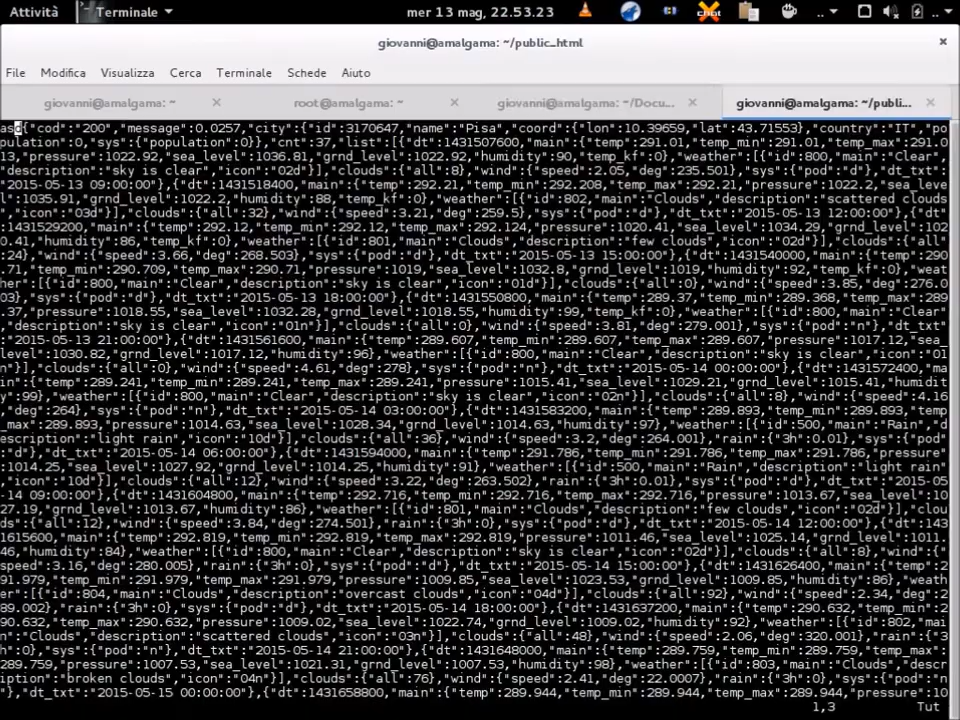 Attività Terminale mer 13 mag, 22.53.23
giovanni@amalgama: ~/public_html
File Modifica Visualizza Cerca Terminale Schede Aiuto
giovanni@amalgama: ~ root@amalgama: ~ giovanni@amalgama: ~/Docu... giovanni@amalgama: ~/publi...
asd{"cod":"200","message":0.0257,"city":{"id":3170647,"name":"Pisa","coord":{"lon":10.39659,"lat":43.71553},"country":"IT","po
pulation":0,"sys":{"population":0}},"cnt":37,"list":[{"dt":1431507600,"main":{"temp":291.01,"temp_min":291.01,"temp_max":291.0
13,"pressure":1022.92,"sea_level":1036.81,"grnd_level":1022.92,"humidity":90,"temp_kf":0},"weather":[{"id":800,"main":"Clear",
"description":"sky is clear","icon":"02d"}],"clouds":{"all":8},"wind":{"speed":2.05,"deg":235.501},"sys":{"pod":"d"},"dt_txt":
"2015-05-13 09:00:00"},{"dt":1431518400,"main":{"temp":292.21,"temp_min":292.208,"temp_max":292.21,"pressure":1022.2,"sea_leve
l":1035.91,"grnd_level":1022.2,"humidity":88,"temp_kf":0},"weather":[{"id":802,"main":"Clouds","description":"scattered clouds
","icon":"03d"}],"clouds":{"all":32},"wind":{"speed":3.21,"deg":259.5},"sys":{"pod":"d"},"dt_txt":"2015-05-13 12:00:00"},{"dt"
:1431529200,"main":{"temp":292.12,"temp_min":292.12,"temp_max":292.124,"pressure":1020.41,"sea_level":1034.29,"grnd_level":102
0.41,"humidity":86,"temp_kf":0},"weather":[{"id":801,"main":"Clouds","description":"few clouds","icon":"02d"}],"clouds":{"all"
:24},"wind":{"speed":3.66,"deg":268.503},"sys":{"pod":"d"},"dt_txt":"2015-05-13 15:00:00"},{"dt":1431540000,"main":{"temp":290
.71,"temp_min":290.709,"temp_max":290.71,"pressure":1019,"sea_level":1032.8,"grnd_level":1019,"humidity":92,"temp_kf":0},"weat
her":[{"id":800,"main":"Clear","description":"sky is clear","icon":"01d"}],"clouds":{"all":0},"wind":{"speed":3.85,"deg":276.0
03},"sys":{"pod":"d"},"dt_txt":"2015-05-13 18:00:00"},{"dt":1431550800,"main":{"temp":289.37,"temp_min":289.368,"temp_max":289
.37,"pressure":1018.55,"sea_level":1032.28,"grnd_level":1018.55,"humidity":99,"temp_kf":0},"weather":[{"id":800,"main":"Clear"
,"description":"sky is clear","icon":"01n"}],"clouds":{"all":0},"wind":{"speed":3.81,"deg":279.001},"sys":{"pod":"n"},"dt_txt"
:"2015-05-13 21:00:00"},{"dt":1431561600,"main":{"temp":289.607,"temp_min":289.607,"temp_max":289.607,"pressure":1017.12,"sea_
level":1030.82,"grnd_level":1017.12,"humidity":96},"weather":[{"id":800,"main":"Clear","description":"sky is clear","icon":"01
n"}],"clouds":{"all":0},"wind":{"speed":4.61,"deg":278},"sys":{"pod":"n"},"dt_txt":"2015-05-14 00:00:00"},{"dt":1431572400,"ma
in":{"temp":289.241,"temp_min":289.241,"temp_max":289.241,"pressure":1015.41,"sea_level":1029.21,"grnd_level":1015.41,"humidit
y":99},"weather":[{"id":800,"main":"Clear","description":"sky is clear","icon":"02n"}],"clouds":{"all":8},"wind":{"speed":4.16
,"deg":264},"sys":{"pod":"n"},"dt_txt":"2015-05-14 03:00:00"},{"dt":1431583200,"main":{"temp":289.893,"temp_min":289.893,"temp
_max":289.893,"pressure":1014.63,"sea_level":1028.34,"grnd_level":1014.63,"humidity":97},"weather":[{"id":500,"main":"Rain","d
escription":"light rain","icon":"10d"}],"clouds":{"all":36},"wind":{"speed":3.2,"deg":264.001},"rain":{"3h":0.01},"sys":{"pod"
:"d"},"dt_txt":"2015-05-14 06:00:00"},{"dt":1431594000,"main":{"temp":291.786,"temp_min":291.786,"temp_max":291.786,"pressure"
:1014.25,"sea_level":1027.92,"grnd_level":1014.25,"humidity":91},"weather":[{"id":500,"main":"Rain","description":"light rain"
,"icon":"10d"}],"clouds":{"all":12},"wind":{"speed":3.22,"deg":263.502},"rain":{"3h":0.01},"sys":{"pod":"d"},"dt_txt":"2015-05
-14 09:00:00"},{"dt":1431604800,"main":{"temp":292.716,"temp_min":292.716,"temp_max":292.716,"pressure":1013.67,"sea_level":10
27.19,"grnd_level":1013.67,"humidity":86},"weather":[{"id":801,"main":"Clouds","description":"few clouds","icon":"02d"}],"clou
ds":{"all":12},"wind":{"speed":3.84,"deg":274.501},"rain":{"3h":0},"sys":{"pod":"d"},"dt_txt":"2015-05-14 12:00:00"},{"dt":143
1615600,"main":{"temp":292.819,"temp_min":292.819,"temp_max":292.819,"pressure":1011.46,"sea_level":1025.14,"grnd_level":1011.
46,"humidity":84},"weather":[{"id":800,"main":"Clear","description":"sky is clear","icon":"02d"}],"clouds":{"all":8},"wind":{"
speed":3.16,"deg":280.005},"rain":{"3h":0},"sys":{"pod":"d"},"dt_txt":"2015-05-14 15:00:00"},{"dt":1431626400,"main":{"temp":2
91.979,"temp_min":291.979,"temp_max":291.979,"pressure":1009.85,"sea_level":1023.53,"grnd_level":1009.85,"humidity":86},"weath
er":[{"id":804,"main":"Clouds","description":"overcast clouds","icon":"04d"}],"clouds":{"all":92},"wind":{"speed":2.34,"deg":2
89.002},"rain":{"3h":0},"sys":{"pod":"d"},"dt_txt":"2015-05-14 18:00:00"},{"dt":1431637200,"main":{"temp":290.632,"temp_min":2
90.632,"temp_max":290.632,"pressure":1009.02,"sea_level":1022.74,"grnd_level":1009.02,"humidity":92},"weather":[{"id":802,"mai
n":"Clouds","description":"scattered clouds","icon":"03n"}],"clouds":{"all":48},"wind":{"speed":2.06,"deg":320.001},"rain":{"3
h":0},"sys":{"pod":"n"},"dt_txt":"2015-05-14 21:00:00"},{"dt":1431648000,"main":{"temp":289.759,"temp_min":289.759,"temp_max"
:289.759,"pressure":1007.53,"sea_level":1021.31,"grnd_level":1007.53,"humidity":98},"weather":[{"id":803,"main":"Clouds","descr
iption":"broken clouds","icon":"04n"}],"clouds":{"all":76},"wind":{"speed":2.41,"deg":22.0007},"rain":{"3h":0},"sys":{"pod":"n
"},"dt_txt":"2015-05-15 00:00:00"},{"dt":1431658800,"main":{"temp":289.944,"temp_min":289.944,"temp_max":289.944,"pressure":10
1,3 Tut